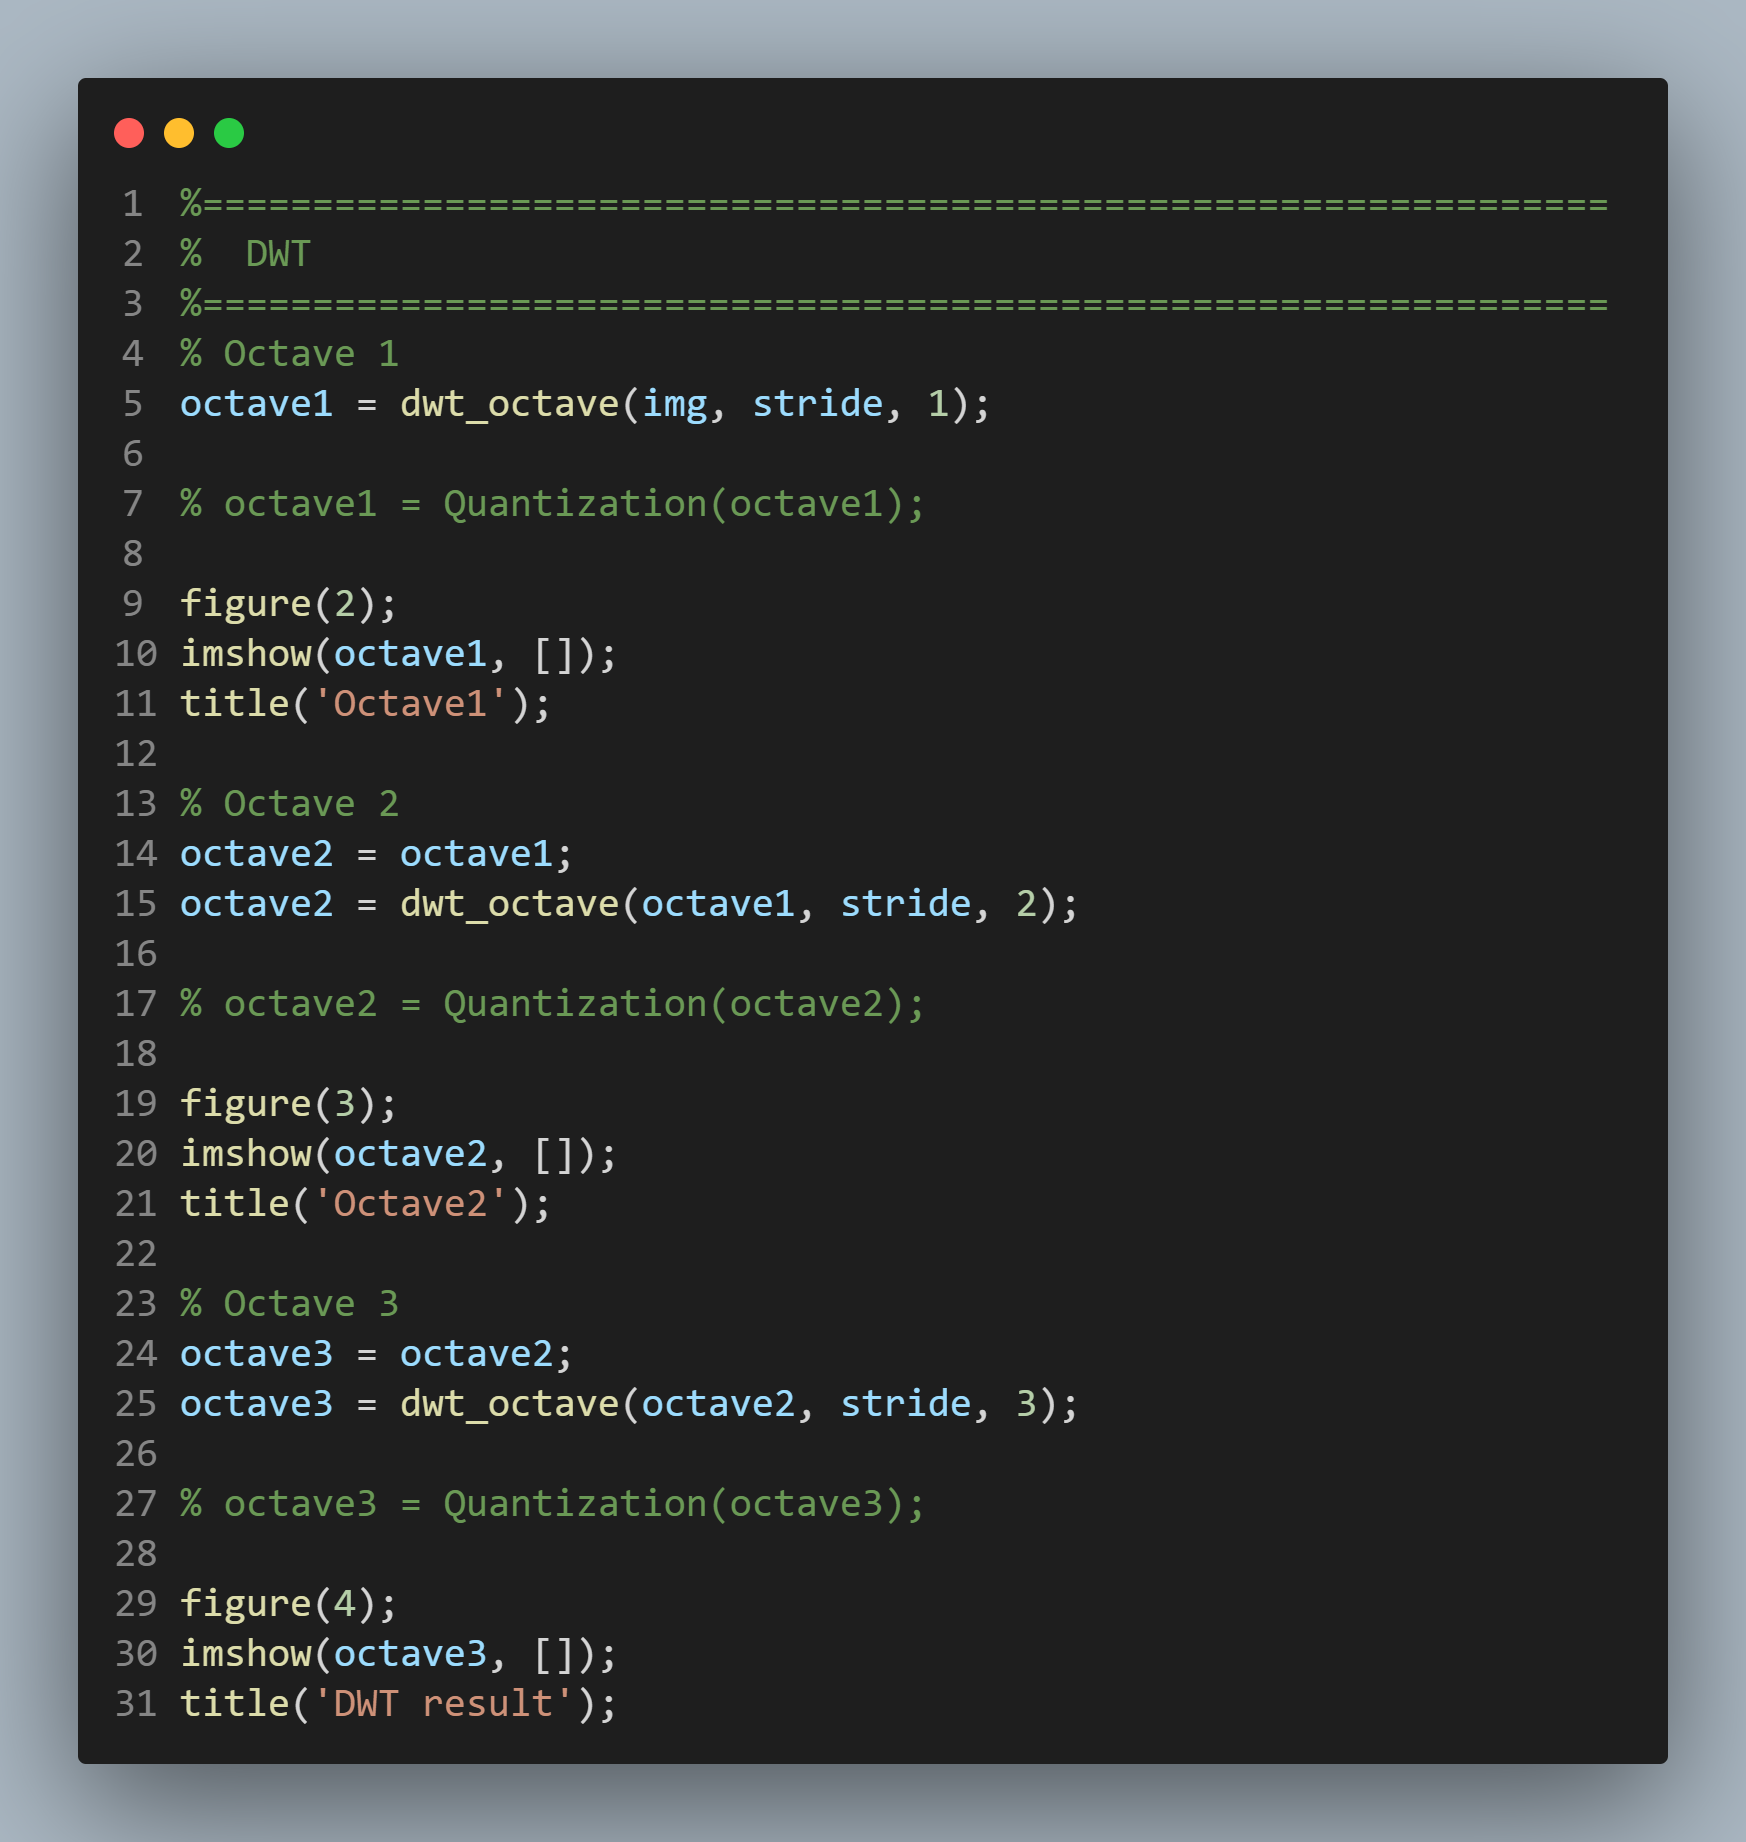 1 %================================================================
2 %  DWT
3 %================================================================
4 % Octave 1
5 octave1 = dwt_octave(img, stride, 1);
6
7 % octave1 = Quantization(octave1);
8
9 figure(2);
10 imshow(octave1, []);
11 title('Octave1');
12
13 % Octave 2
14 octave2 = octave1;
15 octave2 = dwt_octave(octave1, stride, 2);
16
17 % octave2 = Quantization(octave2);
18
19 figure(3);
20 imshow(octave2, []);
21 title('Octave2');
22
23 % Octave 3
24 octave3 = octave2;
25 octave3 = dwt_octave(octave2, stride, 3);
26
27 % octave3 = Quantization(octave3);
28
29 figure(4);
30 imshow(octave3, []);
31 title('DWT result');